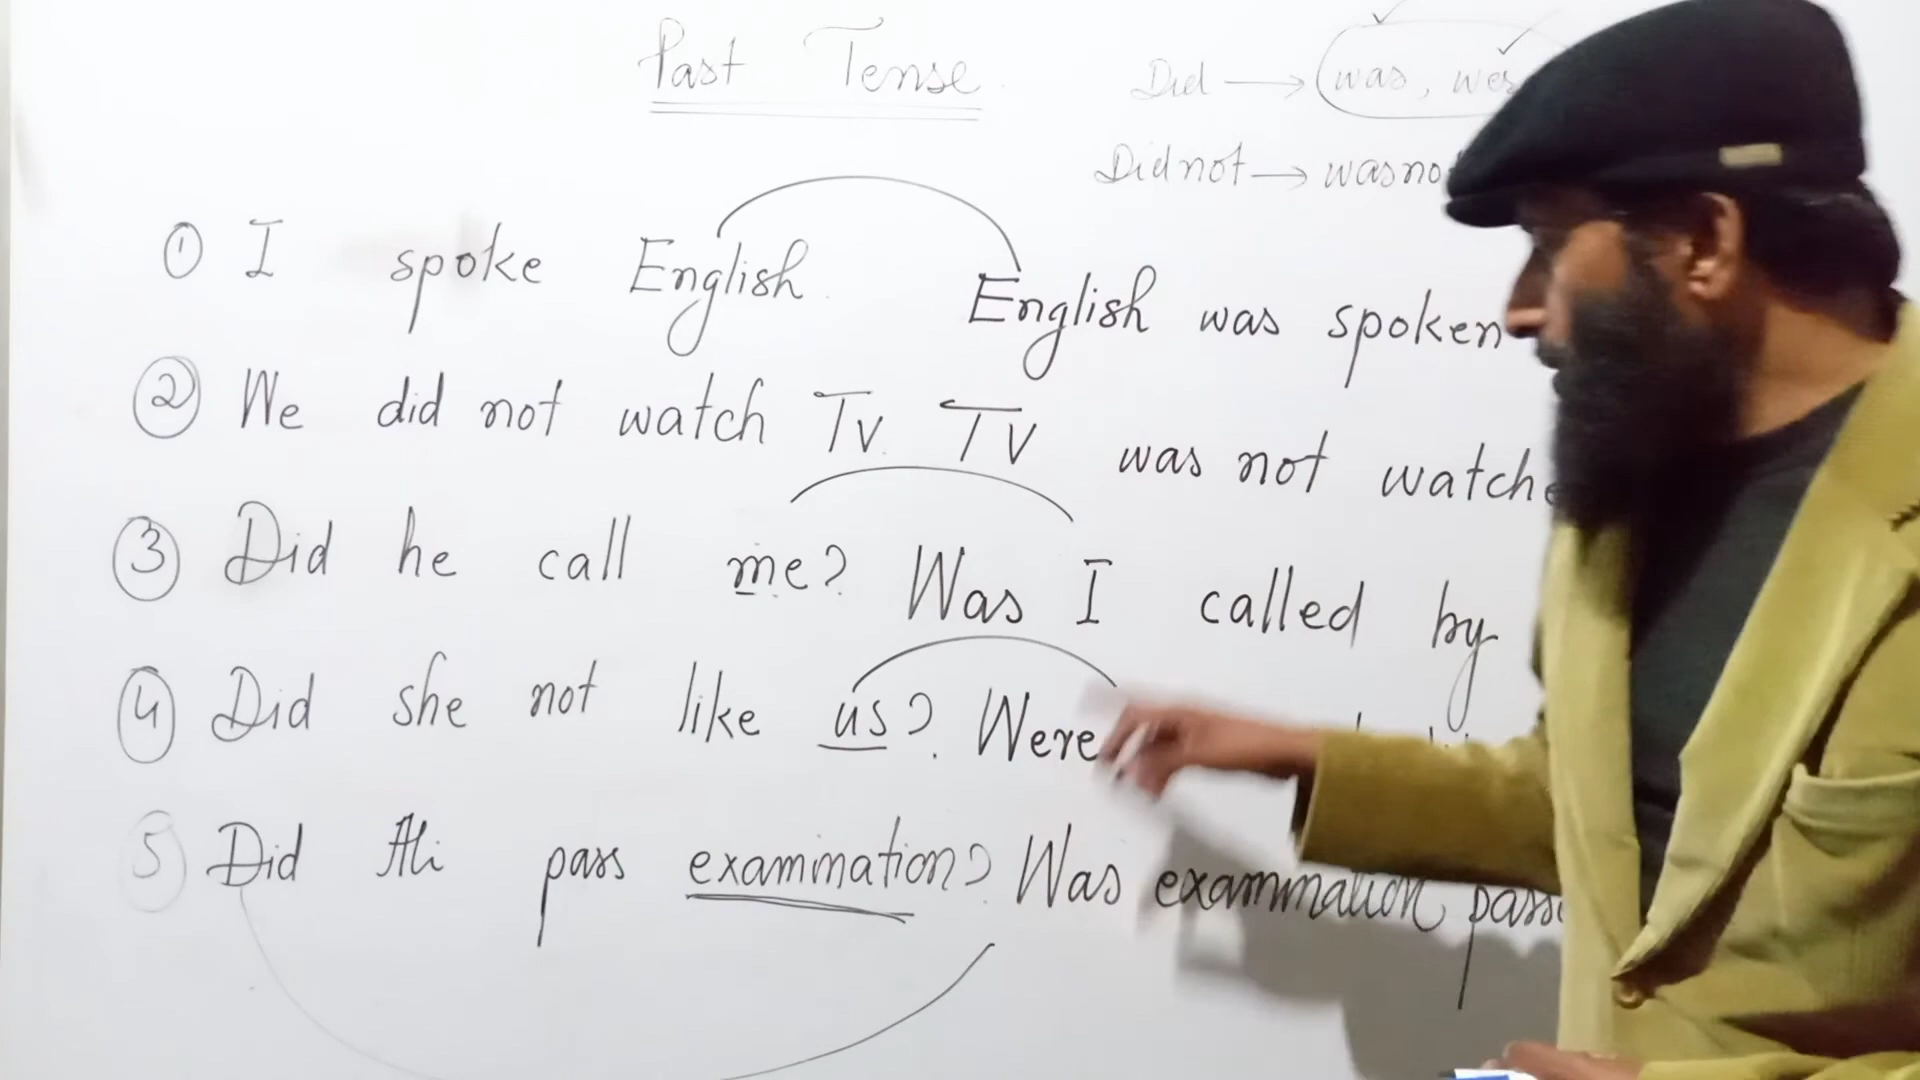 Past Tense
Did → was, were
Did not → was no
① I spoke English. English was spoken
② We did not watch TV. TV was not watche
③ Did he call me? Was I called by
④ Did she not like us? Were
⑤ Did Ali pass examination? Was examination passe